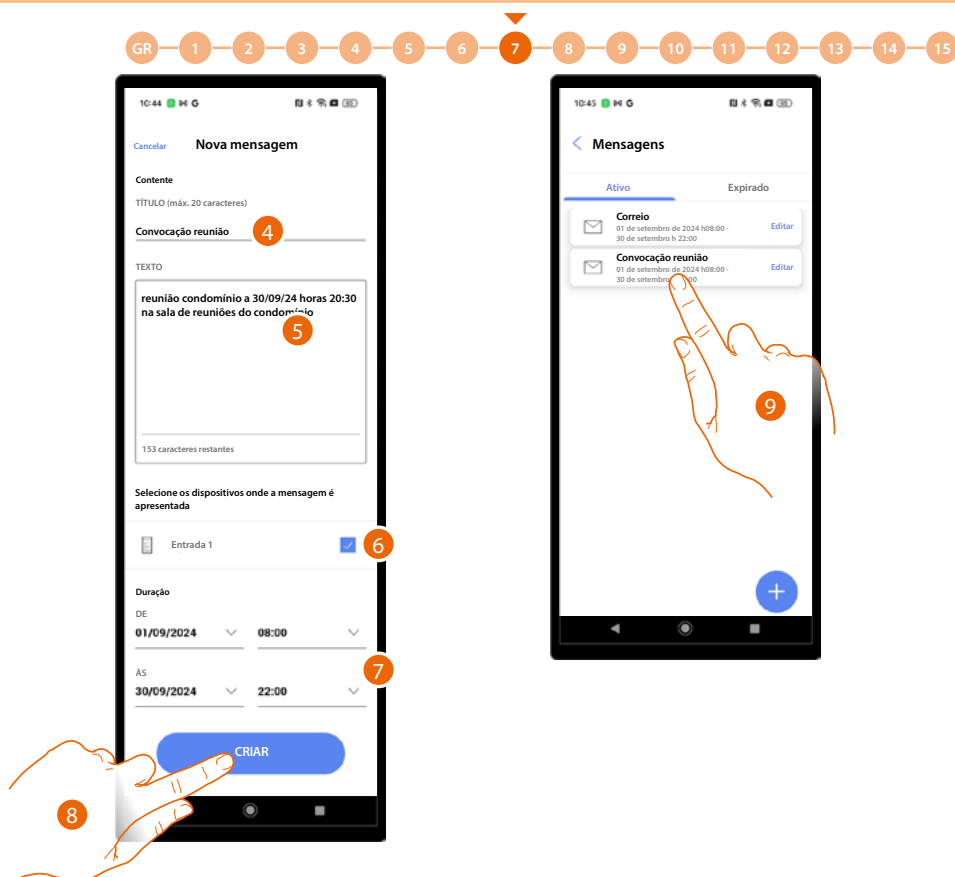 GR 1 2 3 4 5 6 7 8 9 10 11 12 13 14 15
10:44 G
Cancelar Nova mensagem
Contente
TÍTULO (máx. 20 caracteres)
Convocação reunião
4
TEXTO
reunião condomínio a 30/09/24 horas 20:30
na sala de reuniões do condomínio
5
153 caracteres restantes
Selecione os dispositivos onde a mensagem é
apresentada
Entrada 1
6
Duração
DE
01/09/2024 08:00
7
ÀS
30/09/2024 22:00
CRIAR
8
10:45 G
Mensagens
Ativo Expirado
Correio
01 de setembro de 2024 h08:00 -
30 de setembro h 22:00
Editar
Convocação reunião
01 de setembro de 2024 h08:00 -
30 de setembro
Editar
9